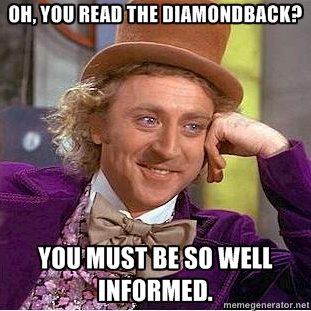 OH, YOU READ THE DIAMONDBACK?
YOU MUST BE SO WELL
INFORMED.
memegenerator.net